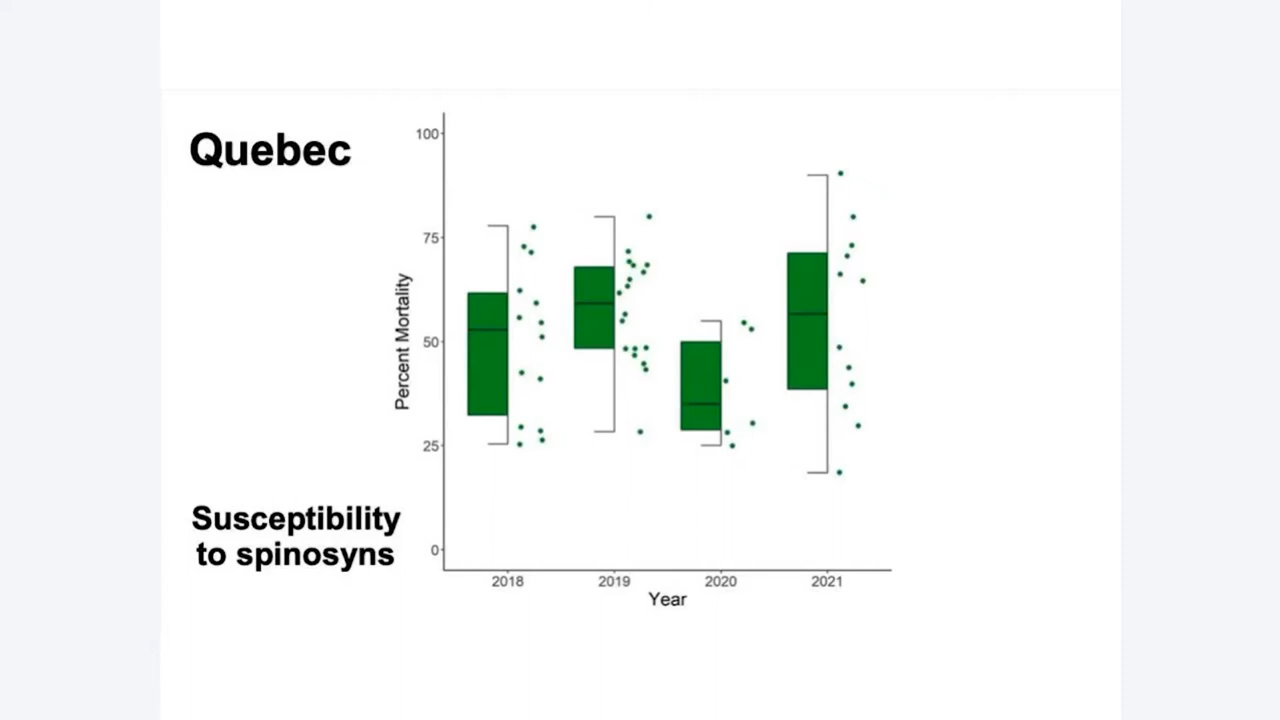 Quebec
100
75
50
25
0
Percent Mortality
Susceptibility
to spinosyns
2018 2019 2020 2021
Year